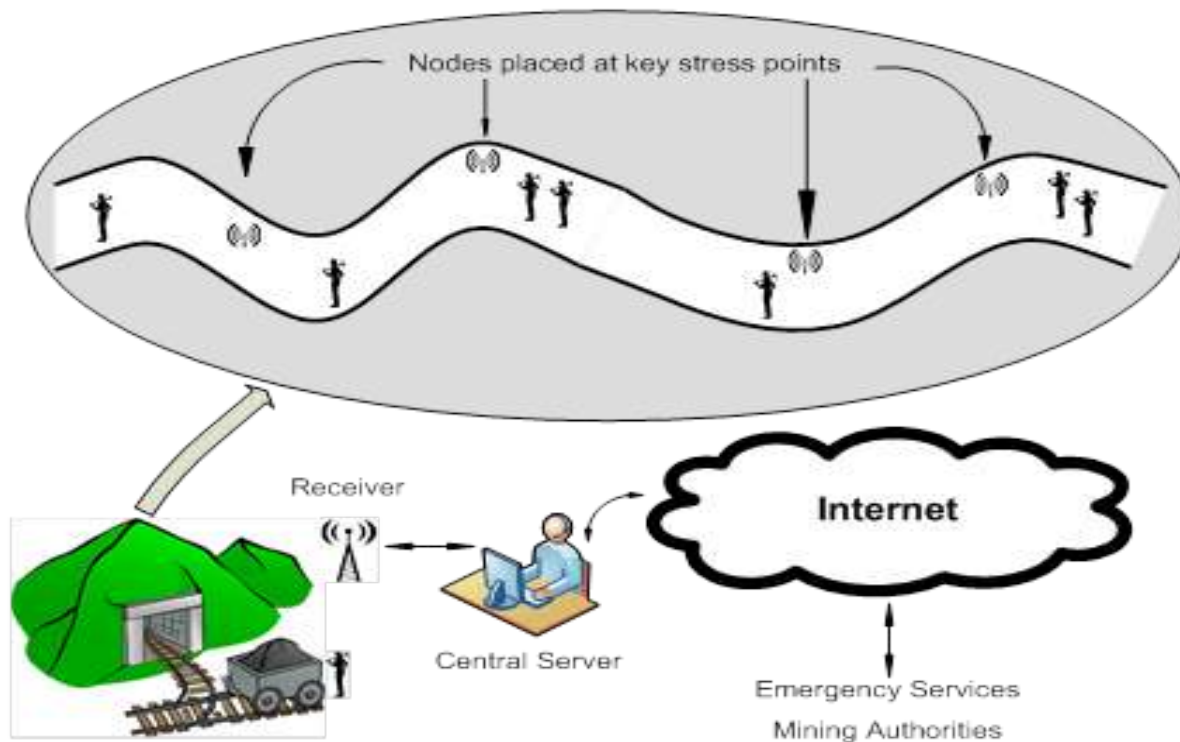 Nodes placed at key stress points
Receiver
Internet
Central Server
Emergency Services
Mining Authorities